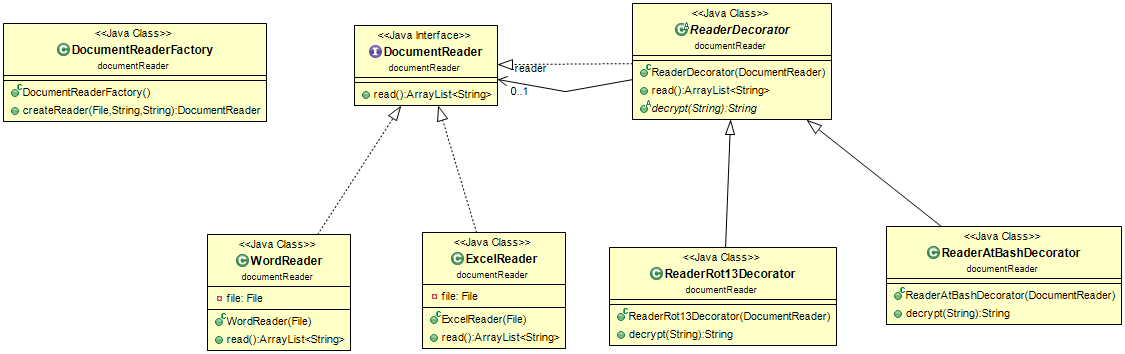 <<Java Class>>
DocumentReaderFactory
documentReader
DocumentReaderFactory()
createReader(File,String,String):DocumentReader
<<Java Interface>>
DocumentReader
documentReader
read():ArrayList<String>
reader
0..1
<<Java Class>>
ReaderDecorator
documentReader
ReaderDecorator(DocumentReader)
read():ArrayList<String>
decrypt(String):String
<<Java Class>>
WordReader
documentReader
file: File
WordReader(File)
read():ArrayList<String>
<<Java Class>>
ExcelReader
documentReader
file: File
ExcelReader(File)
read():ArrayList<String>
<<Java Class>>
ReaderRot13Decorator
documentReader
ReaderRot13Decorator(DocumentReader)
decrypt(String):String
<<Java Class>>
ReaderAtBashDecorator
documentReader
ReaderAtBashDecorator(DocumentReader)
decrypt(String):String